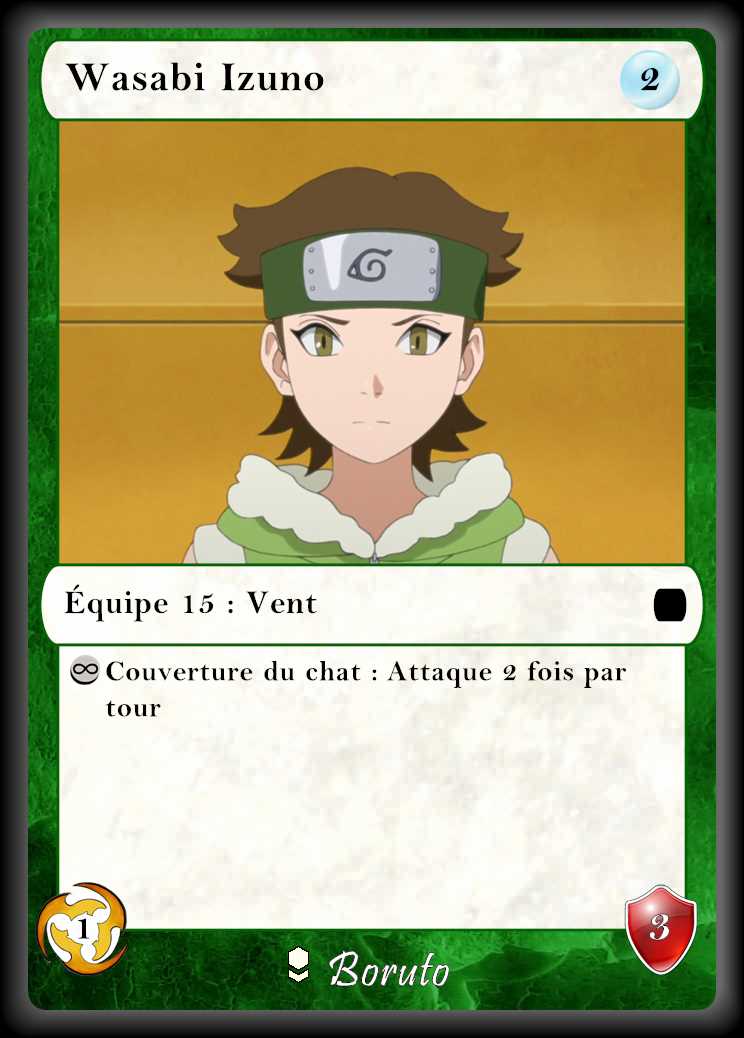 Wasabi Izuno
2
Équipe 15 : Vent
Couverture du chat : Attaque 2 fois par
tour
1
3
Boruto